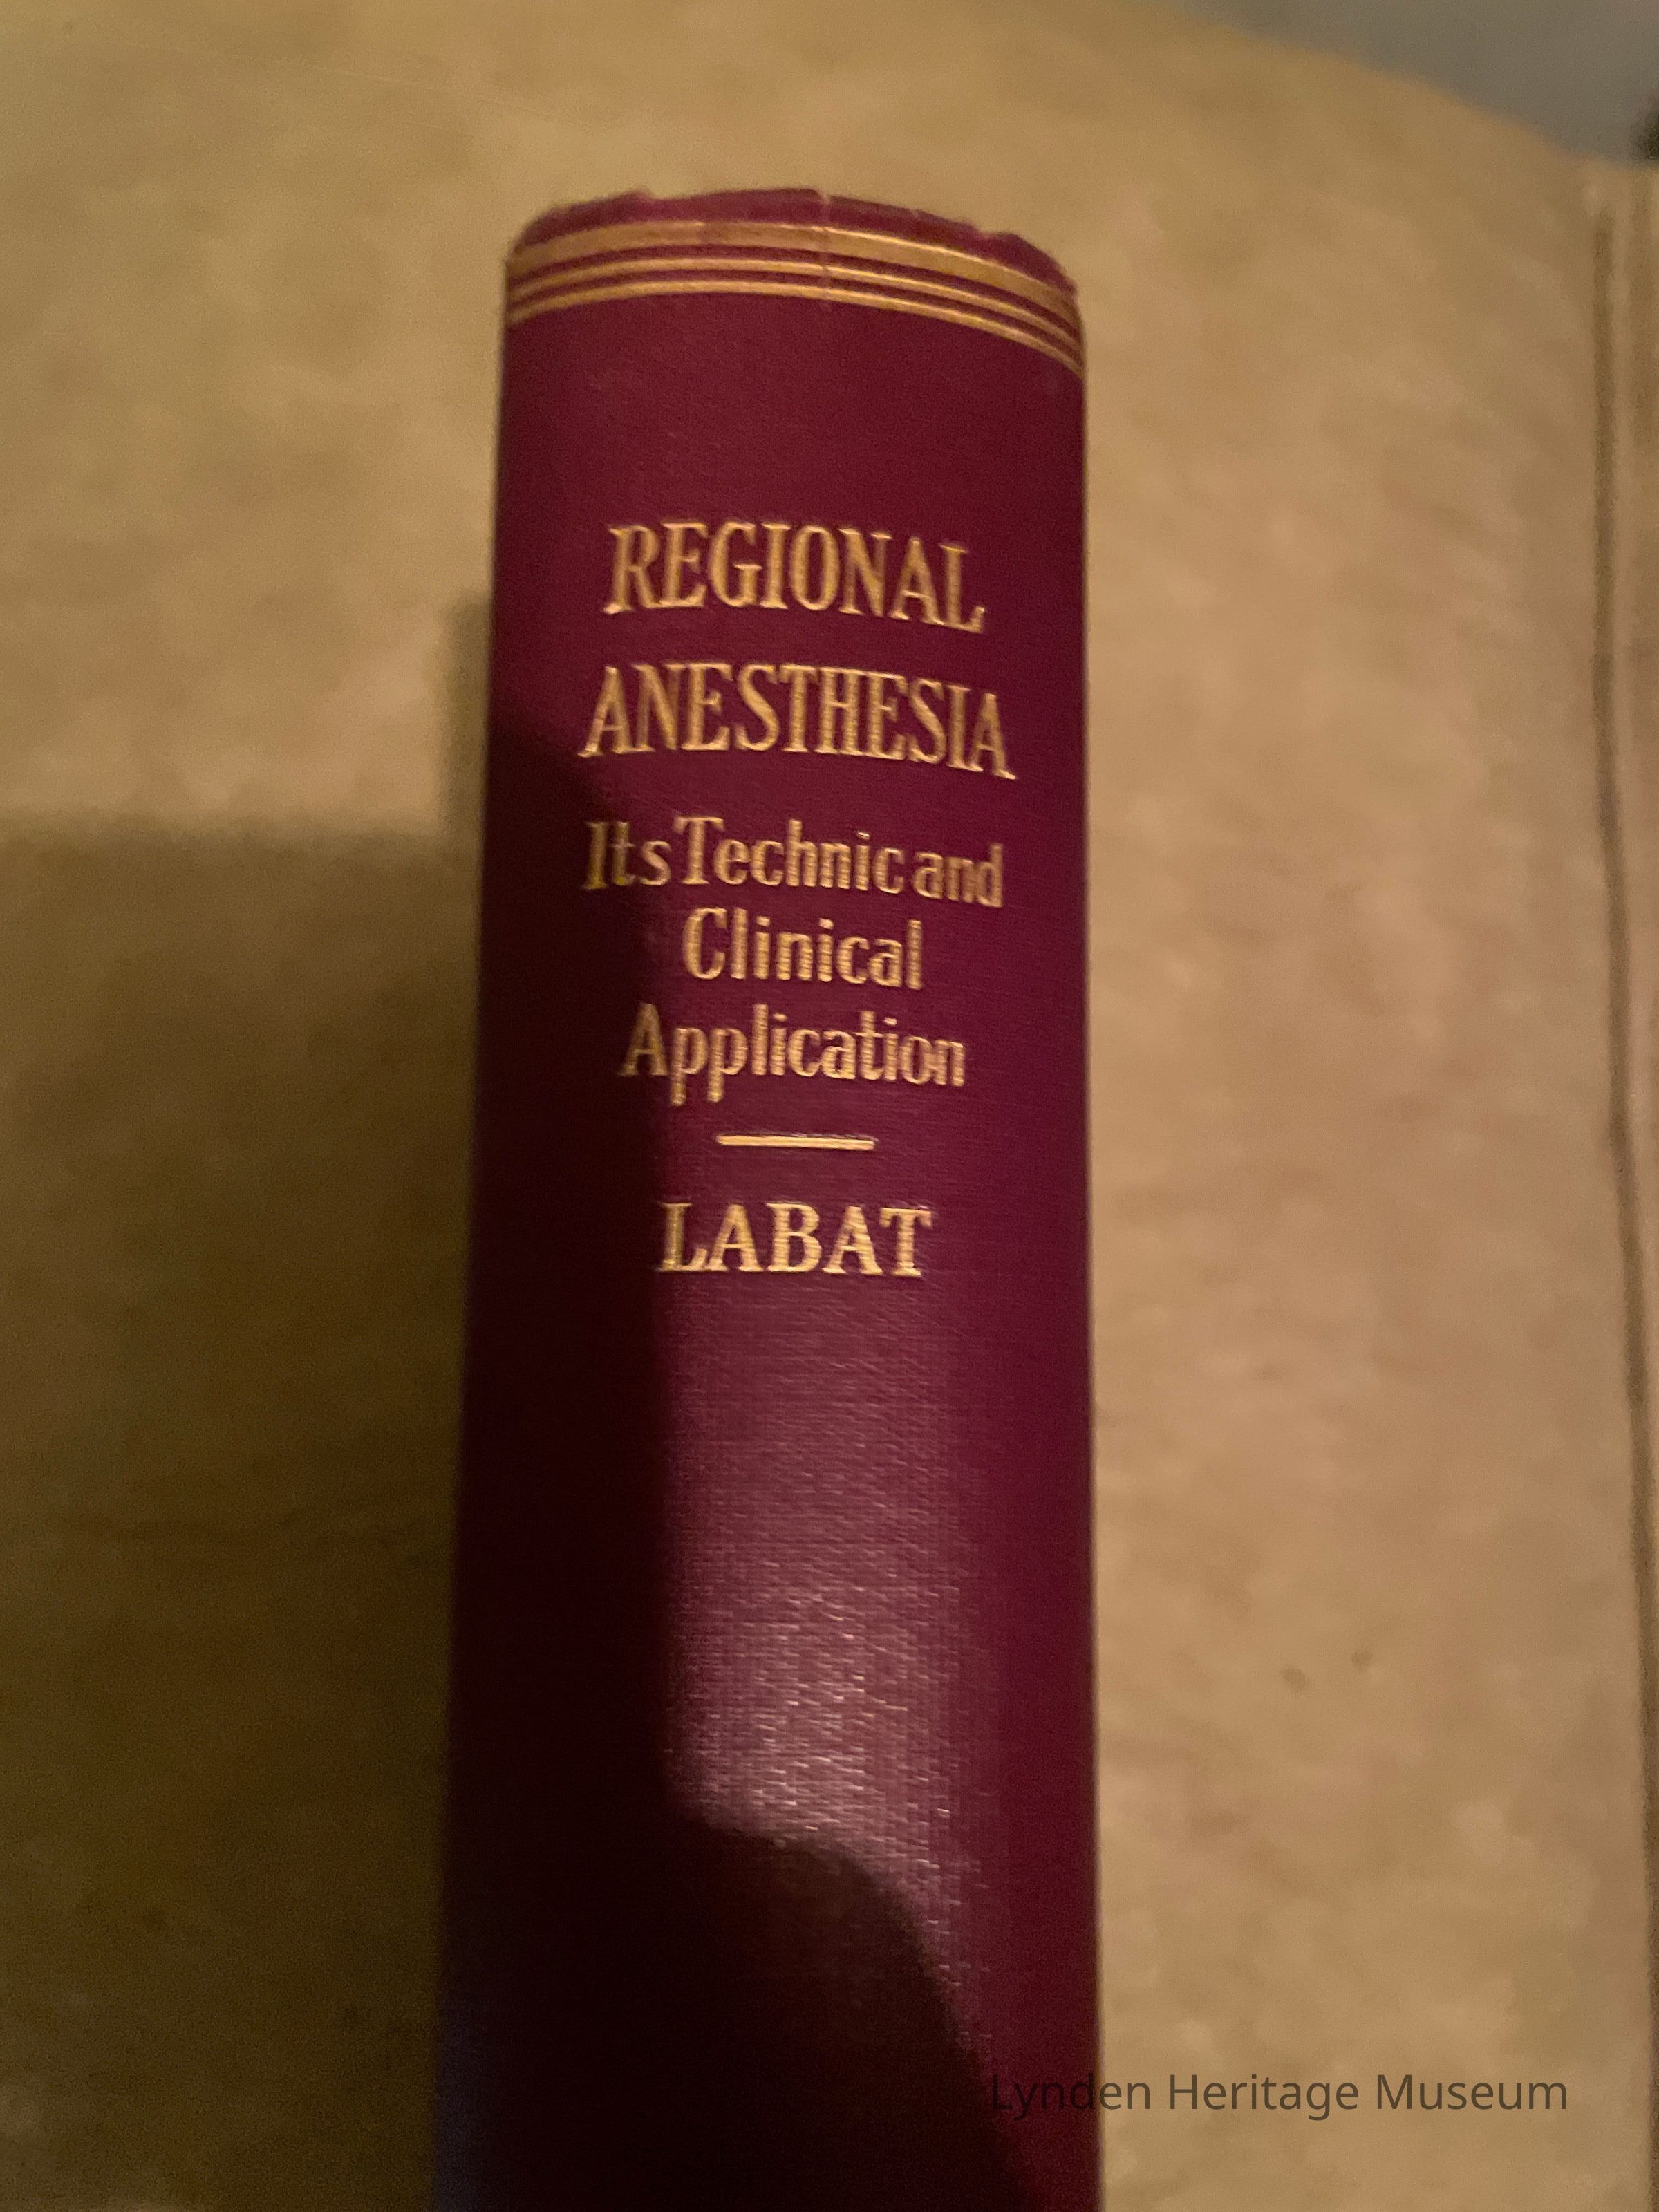 REGIONAL
ANESTHESIA
Its Technic and
Clinical
Application
LABAT
Lynden Heritage Museum